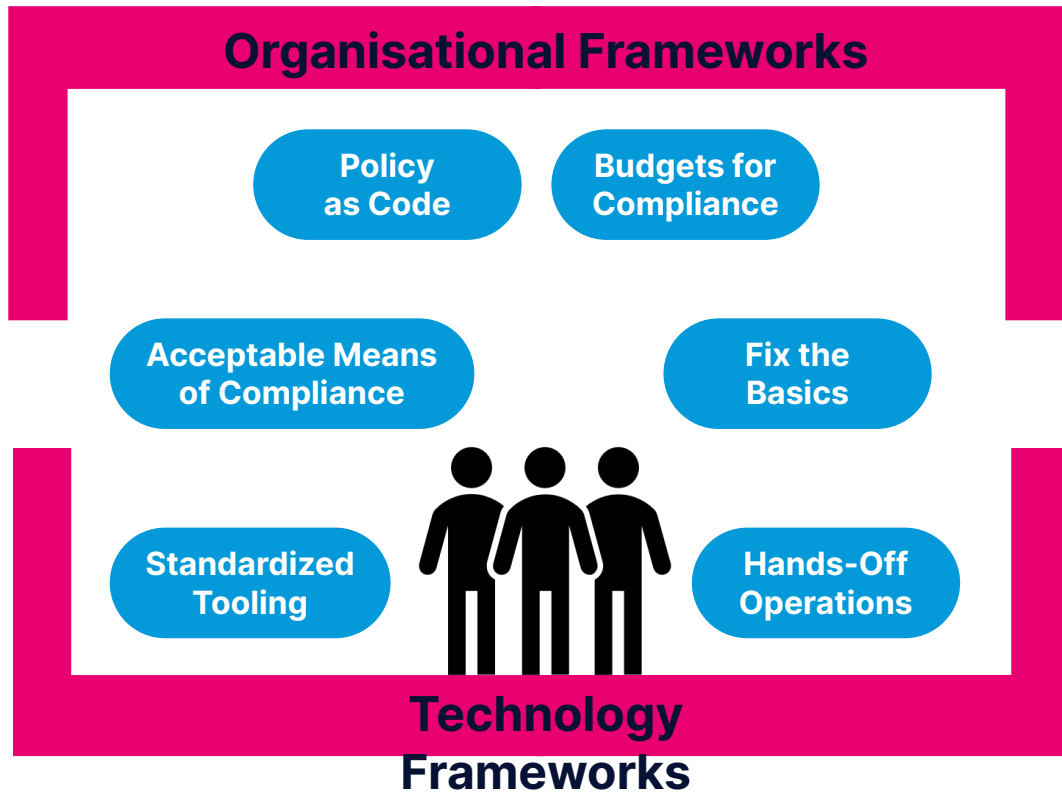 Organisational Frameworks
Policy
as Code
Budgets for
Compliance
Acceptable Means
of Compliance
Fix the
Basics
Standardized
Tooling
Hands-Off
Operations
Technology
Frameworks